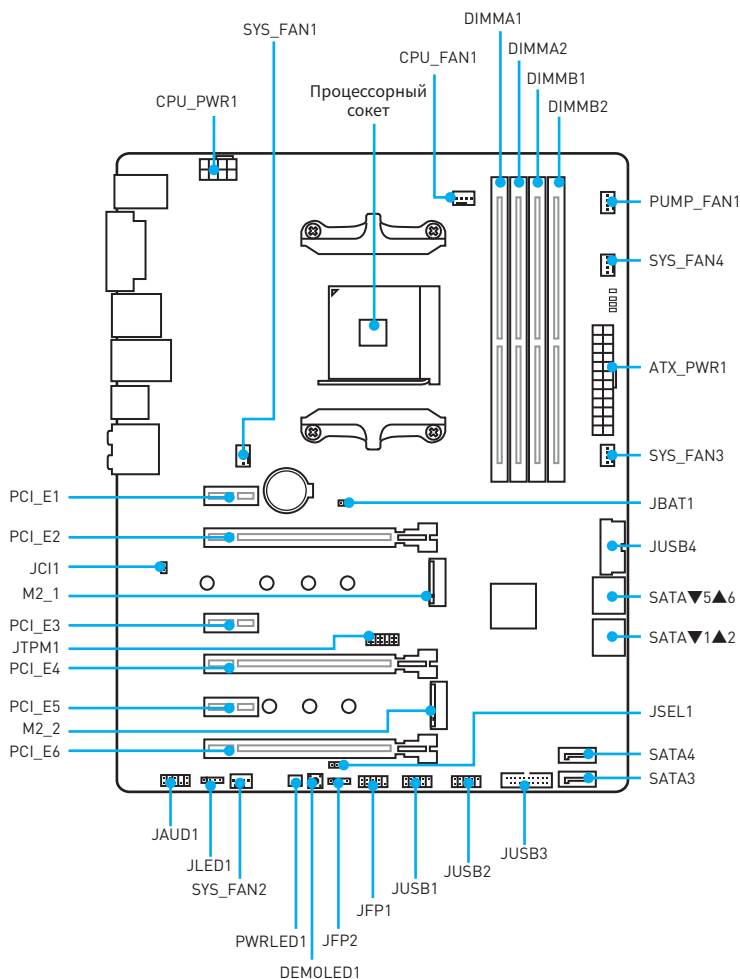 DIMMA1
SYS_FAN1
DIMMA2
CPU_FAN1
DIMMB1
CPU_PWR1
Процессорный
сокет
DIMMB2
PUMP_FAN1
SYS_FAN4
ATX_PWR1
SYS_FAN3
PCI_E1
JBAT1
PCI_E2
JUSB4
JCI1
M2_1
SATA▼5▲6
PCI_E3
JTPM1
SATA▼1▲2
PCI_E4
PCI_E5
JSEL1
M2_2
PCI_E6
SATA4
SATA3
JAUD1
JLED1
SYS_FAN2
PWRLED1
DEMOLED1
JFP2
JFP1
JUSB1
JUSB2
JUSB3